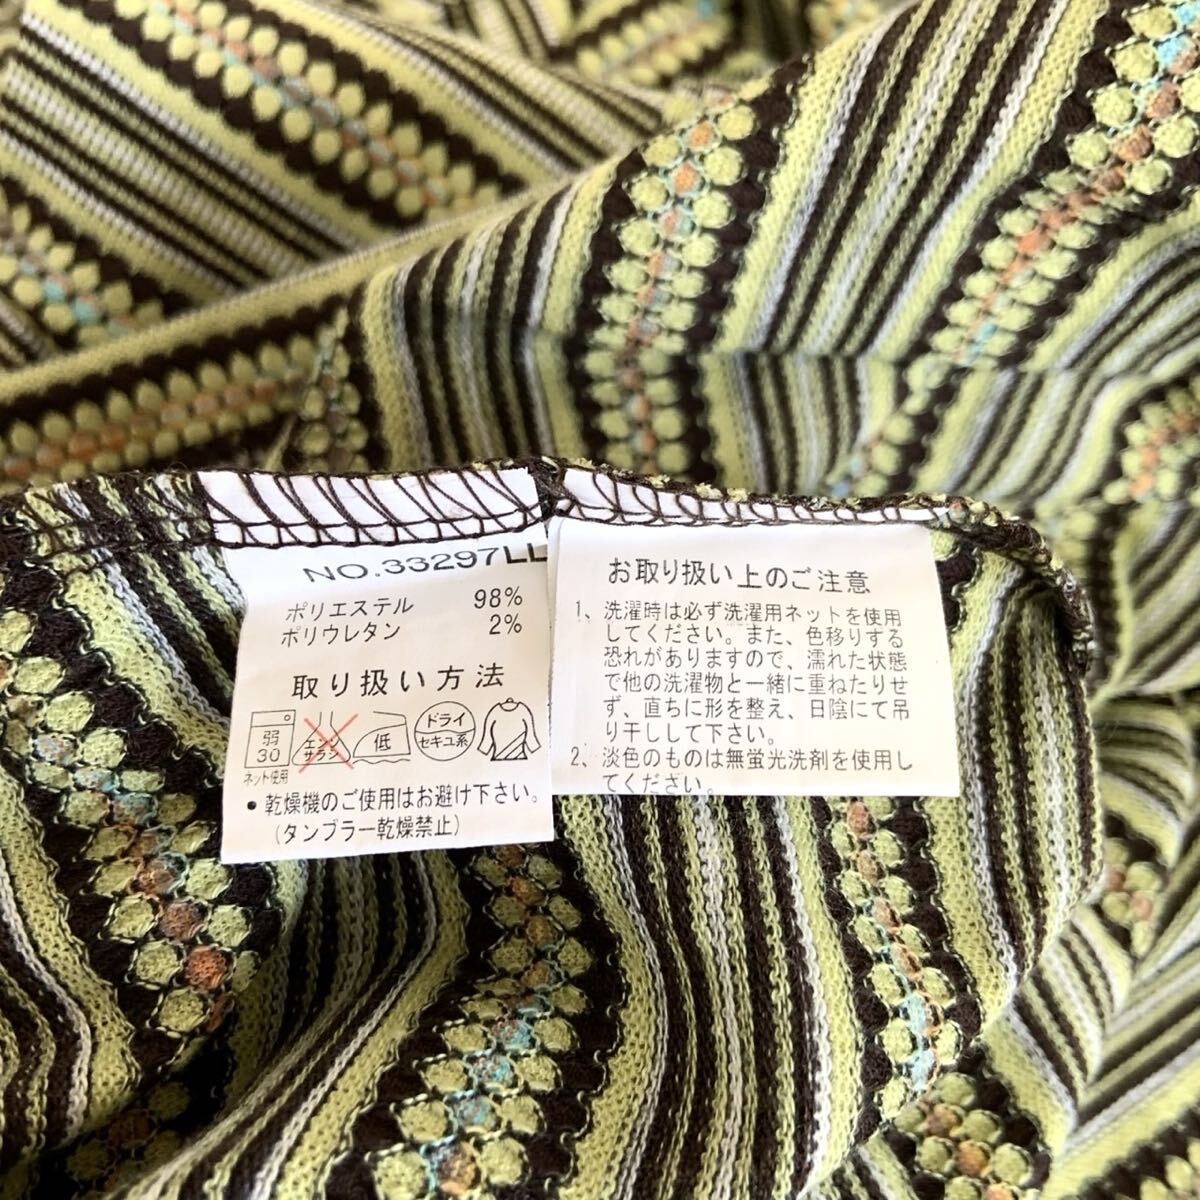 NO.33297LL
ポリエステル 98%
ポリウレタン 2%
取り扱い方法
弱
30
ネット使用
エンソ
サラシ
低
ドライ
セキユ系
• 乾燥機のご使用はお避け下さい。
(タンブラー乾燥禁止)
お取り扱い上のご注意
1、洗濯時は必ず洗濯用ネットを使用
してください。また、色移りする
恐れがありますので、濡れた状態
で他の洗濯物と一緒に重ねたりせ
ず、直ちに形を整え、日陰にて吊
り干しして下さい。
2、淡色のものは無蛍光洗剤を使用し
てください。